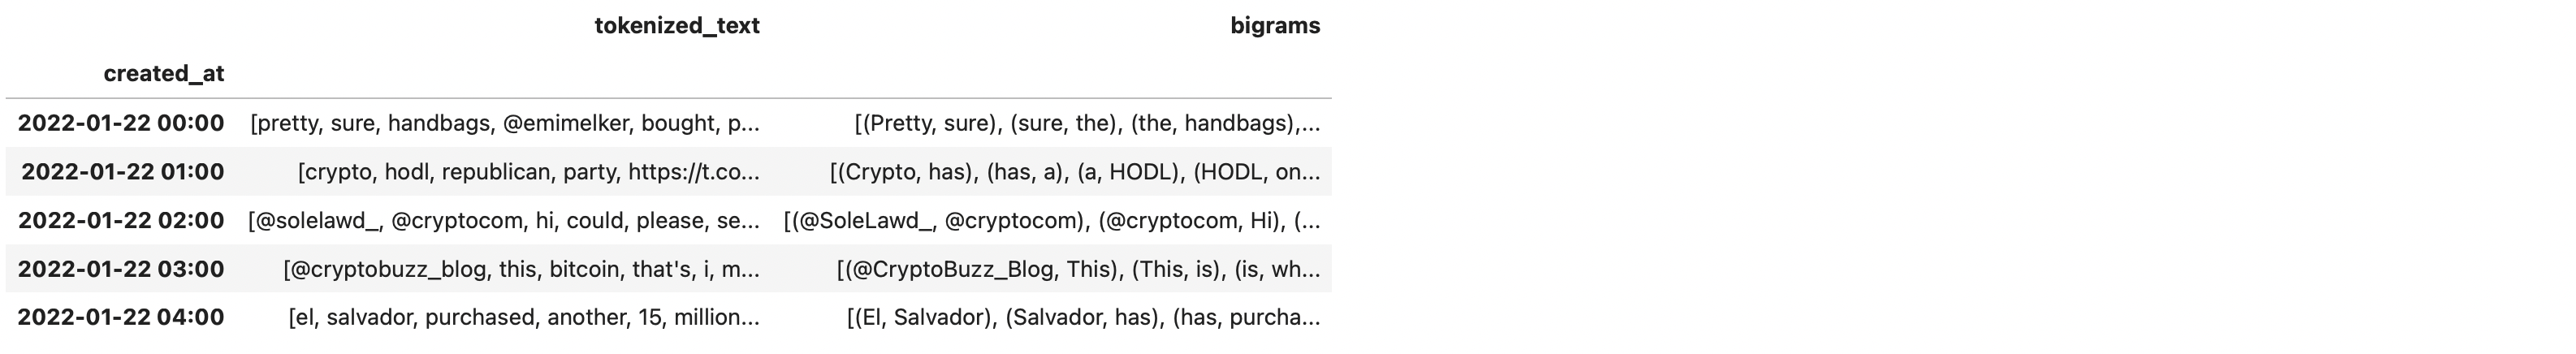 tokenized_text bigrams
created_at
2022-01-22 00:00 [pretty, sure, handbags, @emimelker, bought, p... [(Pretty, sure), (sure, the), (the, handbags),...
2022-01-22 01:00 [crypto, hodl, republican, party, https://t.co... [(Crypto, has), (has, a), (a, HODL), (HODL, on...
2022-01-22 02:00 [@solelawd_, @cryptocom, hi, could, please, se... [(@SoleLawd_, @cryptocom), (@cryptocom, Hi), (...
2022-01-22 03:00 [@cryptobuzz_blog, this, bitcoin, that's, i, m... [(@CryptoBuzz_Blog, This), (This, is), (is, wh...
2022-01-22 04:00 [el, salvador, purchased, another, 15, million... [(El, Salvador), (Salvador, has), (has, purcha...